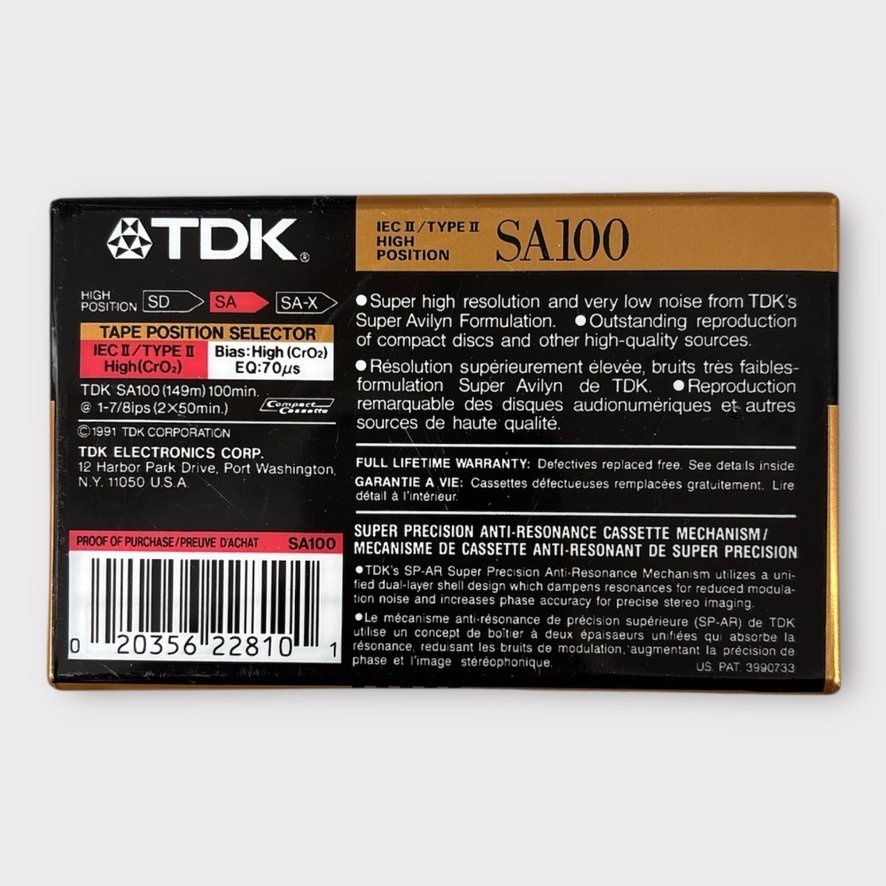 TDK®
IEC II/TYPE II
HIGH
POSITION
SA100
HIGH
POSITION
SD
SA
SA-X
TAPE POSITION SELECTOR
IEC II/TYPE II
High(CrO₂)
Bias:High (CrO₂)
EQ:70µs
TDK SA100(149m)100min.
@ 1-7/8ips(2×50min.)
Compact
Cassette
©1991 TDK CORPORATION
TDK ELECTRONICS CORP.
12 Harbor Park Drive, Port Washington,
N.Y. 11050 U.S.A.
PROOF OF PURCHASE/PREUVE D'ACHAT SA100
0 20356 22810 1
●Super high resolution and very low noise from TDK's
Super Avilyn Formulation. ●Outstanding reproduction
of compact discs and other high-quality sources.
●Résolution supérieurement élevée, bruits très faibles-
formulation Super Avilyn de TDK. ●Reproduction
remarquable des disques audionumériques et autres
sources de haute qualité.
FULL LIFETIME WARRANTY: Defectives replaced free. See details inside.
GARANTIE A VIE: Cassettes défectueuses remplacées gratuitement. Lire
détail à l'intérieur.
SUPER PRECISION ANTI-RESONANCE CASSETTE MECHANISM/
MECANISME DE CASSETTE ANTI-RESONANT DE SUPER PRECISION
●TDK's SP-AR Super Precision Anti-Resonance Mechanism utilizes a uni-
fied dual-layer shell design which dampens resonances for reduced modula-
tion noise and increases phase accuracy for precise stereo imaging.
●Le mécanisme anti-résonance de précision supérieure (SP-AR) de TDK
utilise un concept de boîtier à deux épaisaeurs unifiées qui absorbe la
résonance, reduisant les bruits de modulation, augmentant la précision de
phase et l'image stéréophonique.
US. PAT. 3990733